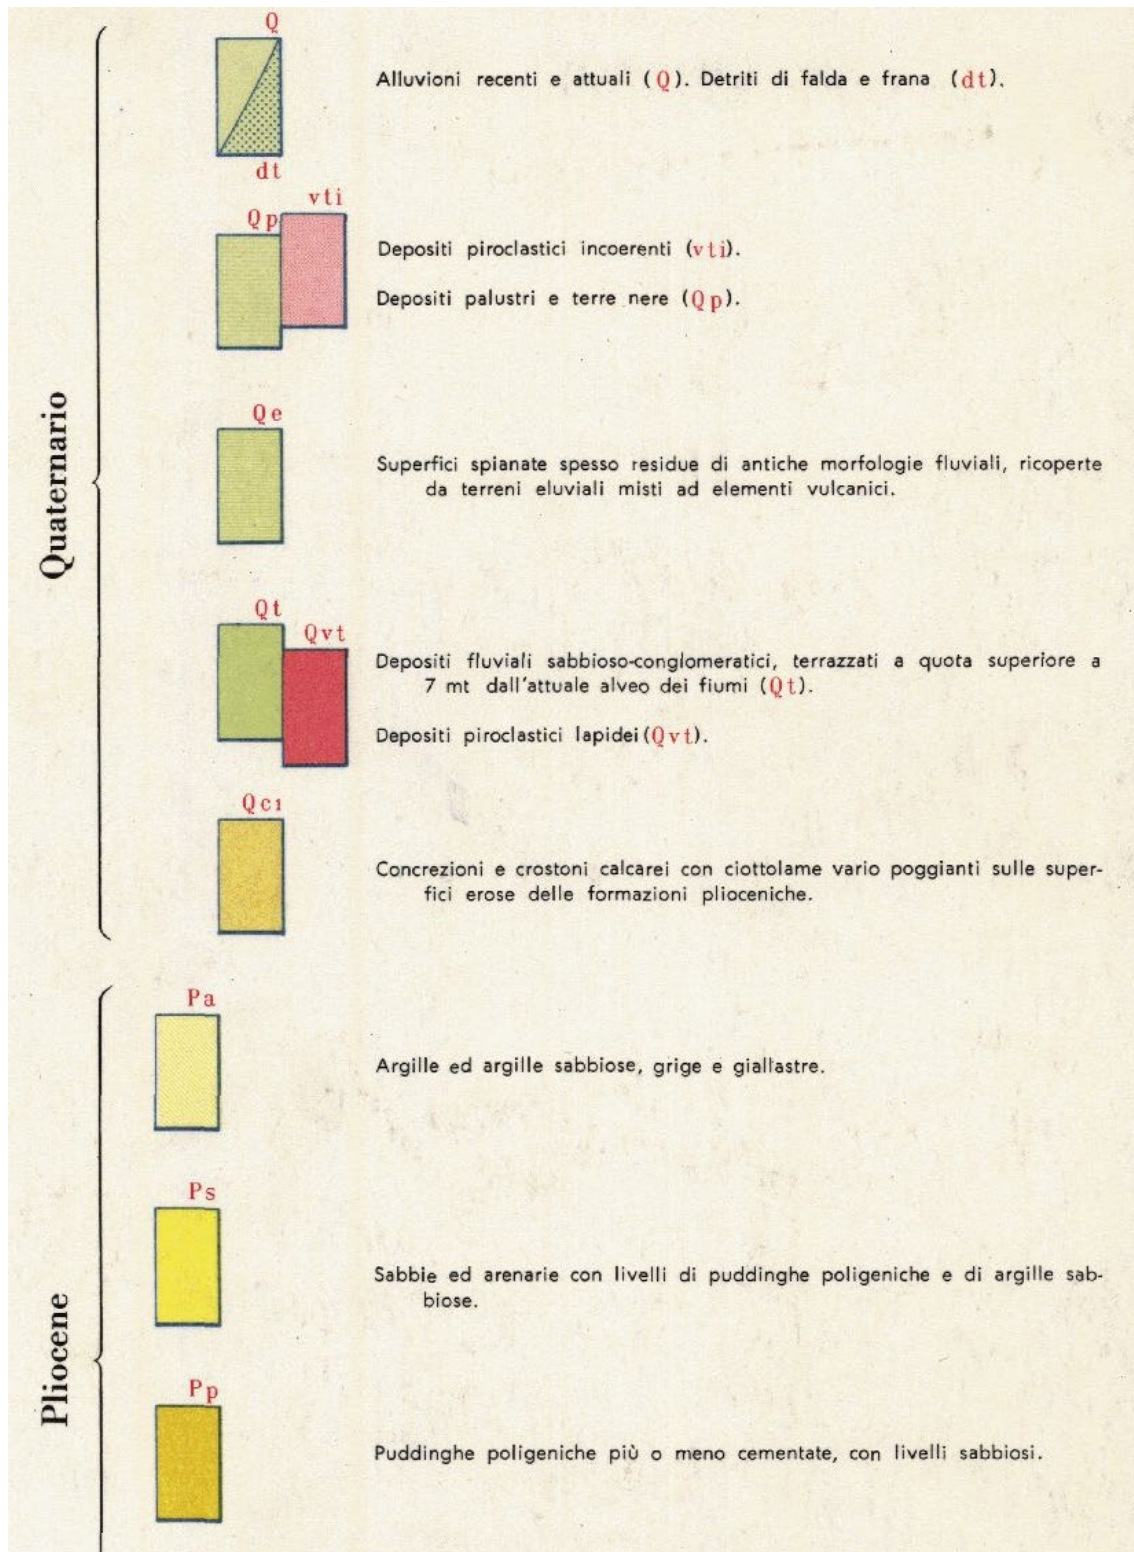 Quaternario
Q
dt
Alluvioni recenti e attuali (Q). Detriti di falda e frana (dt).
vti
Qp
Depositi piroclastici incoerenti (vti).
Depositi palustri e terre nere (Qp).
Qe
Superfici spianate spesso residue di antiche morfologie fluviali, ricoperte
da terreni eluviali misti ad elementi vulcanici.
Qt
Qvt
Depositi fluviali sabbioso-conglomeratici, terrazzati a quota superiore a
7 mt dall'attuale alveo dei fiumi (Qt).
Depositi piroclastici lapidei (Qvt).
Qc1
Concrezioni e crostoni calcarei con ciottolame vario poggianti sulle super-
fici erose delle formazioni plioceniche.
Pliocene
Pa
Argille ed argille sabbiose, grige e giallastre.
Ps
Sabbie ed arenarie con livelli di puddinghe poligeniche e di argille sab-
biose.
Pp
Puddinghe poligeniche più o meno cementate, con livelli sabbiosi.